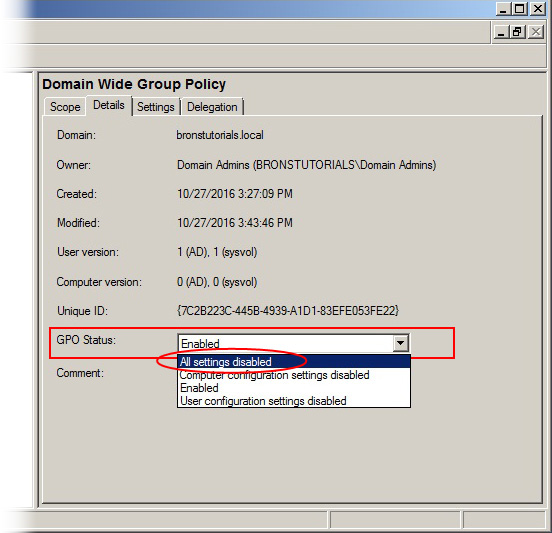 Domain Wide Group Policy
Scope Details Settings Delegation
Domain: bronstutorials.local
Owner: Domain Admins (BRONSTUTORIALS\Domain Admins)
Created: 10/27/2016 3:27:09 PM
Modified: 10/27/2016 3:43:46 PM
User version: 1 (AD), 1 (sysvol)
Computer version: 0 (AD), 0 (sysvol)
Unique ID: {7C2B223C-445B-4939-A1D1-83EFE053FE22}
GPO Status: Enabled
All settings disabled
Comment: Computer configuration settings disabled
Enabled
User configuration settings disabled